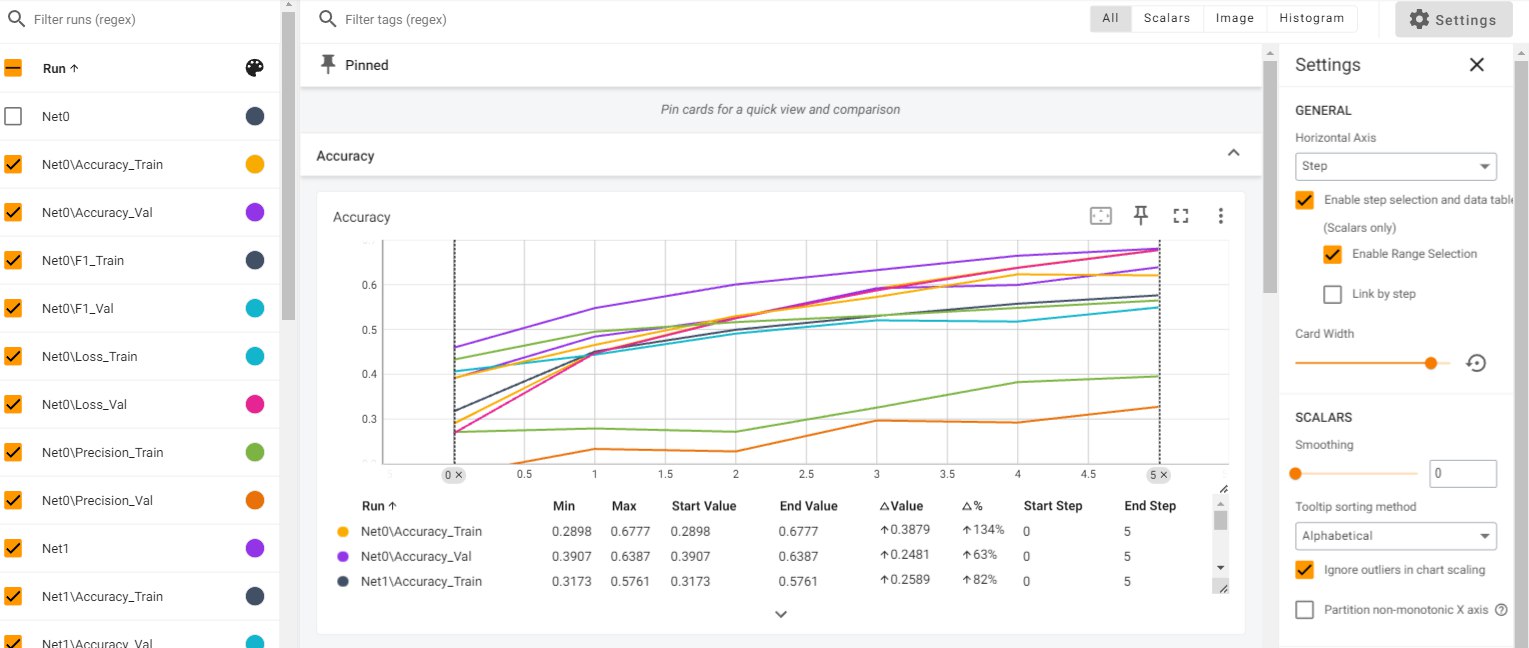 Filter runs (regex)
Filter tags (regex)
All Scalars Image Histogram
Settings
Run
Net0
Net0\Accuracy_Train
Net0\Accuracy_Val
Net0\F1_Train
Net0\F1_Val
Net0\Loss_Train
Net0\Loss_Val
Net0\Precision_Train
Net0\Precision_Val
Net1
Net1\Accuracy_Train
Net1\Accuracy_Val
Pinned
Pin cards for a quick view and comparison
Accuracy
Accuracy
0.6
0.5
0.4
0.3
0 × 0.5 1 1.5 2 2.5 3 3.5 4 4.5 5 ×
Run ↑ Min Max Start Value End Value △Value △% Start Step End Step
Net0\Accuracy_Train 0.2898 0.6777 0.2898 0.6777 ↑0.3879 ↑134% 0 5
Net0\Accuracy_Val 0.3907 0.6387 0.3907 0.6387 ↑0.2481 ↑63% 0 5
Net1\Accuracy_Train 0.3173 0.5761 0.3173 0.5761 ↑0.2589 ↑82% 0 5
Settings
GENERAL
Horizontal Axis
Step
Enable step selection and data table
(Scalars only)
Enable Range Selection
Link by step
Card Width
SCALARS
Smoothing
0
Tooltip sorting method
Alphabetical
Ignore outliers in chart scaling
Partition non-monotonic X axis